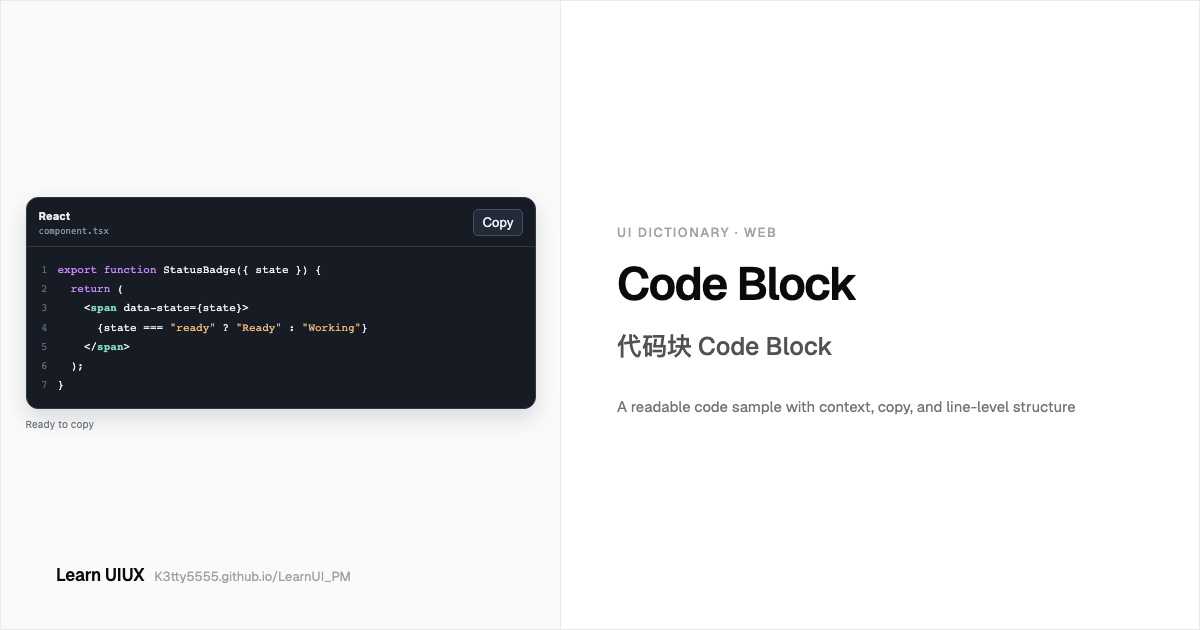 React
component.tsx
Copy
1 export function StatusBadge({ state }) {
2   return (
3     <span data-state={state}>
4       {state === "ready" ? "Ready" : "Working"}
5     </span>
6   );
7 }
Ready to copy
Learn UIUX K3tty5555.github.io/LearnUI_PM
UI DICTIONARY · WEB
Code Block
代码块 Code Block
A readable code sample with context, copy, and line-level structure